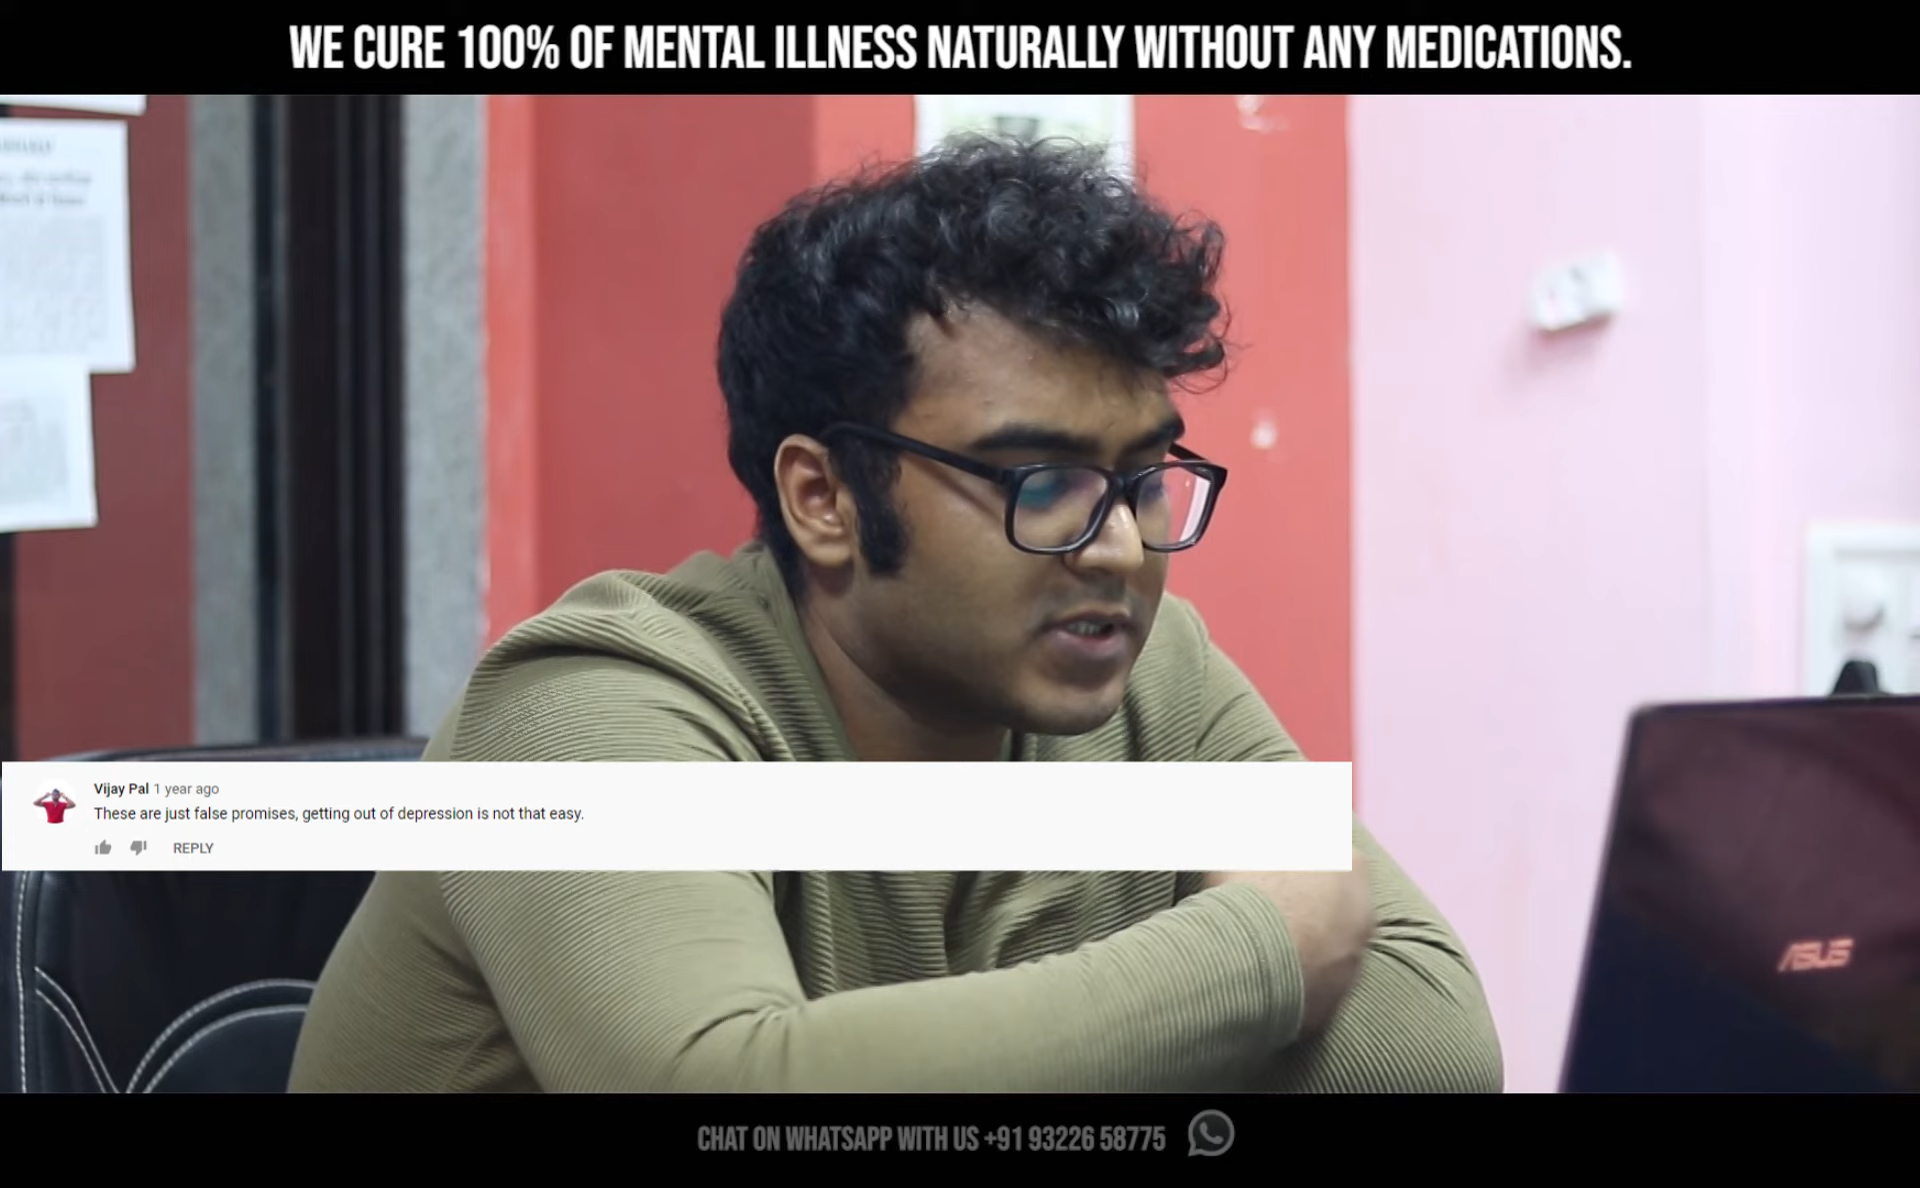 WE CURE 100% OF MENTAL ILLNESS NATURALLY WITHOUT ANY MEDICATIONS.
Vijay Pal 1 year ago
These are just false promises, getting out of depression is not that easy.
REPLY
ASUS
CHAT ON WHATSAPP WITH US +91 93226 58775